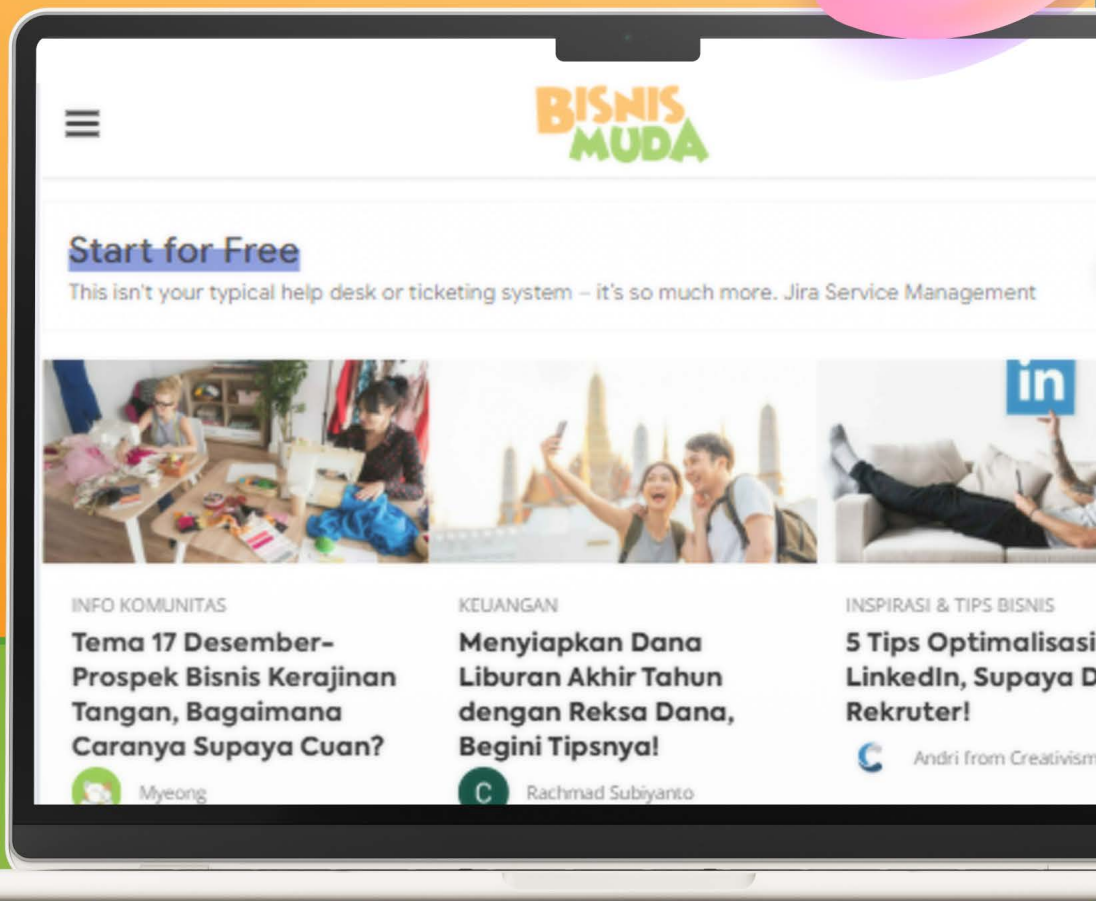 BISNIS
MUDA
Start for Free
This isn't your typical help desk or ticketing system – it's so much more. Jira Service Management
in
INFO KOMUNITAS
Tema 17 Desember-
Prospek Bisnis Kerajinan
Tangan, Bagaimana
Caranya Supaya Cuan?
Myeong
KEUANGAN
Menyiapkan Dana
Liburan Akhir Tahun
dengan Reksa Dana,
Begini Tipsnya!
C
Rachmad Subiyanto
INSPIRASI & TIPS BISNIS
5 Tips Optimalisasi
LinkedIn, Supaya D
Rekruter!
Andri from Creativism